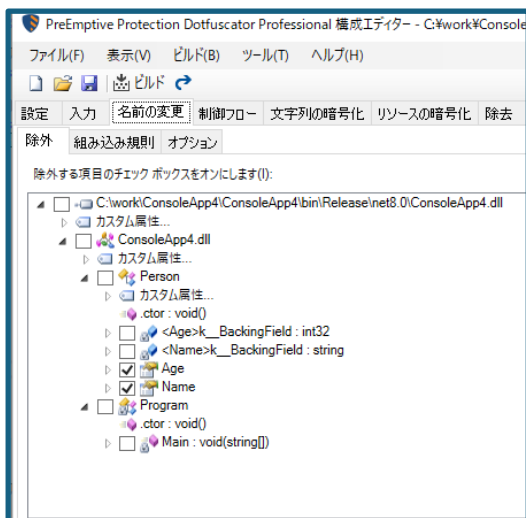 PreEmptive Protection Dotfuscator Professional 構成エディター - C:¥work¥Console
ファイル(F) 表示(V) ビルド(B) ツール(T) ヘルプ(H)
ビルド
設定 入力 名前の変更 制御フロー 文字列の暗号化 リソースの暗号化 除去
除外 組み込み規則 オプション
除外する項目のチェック ボックスをオンにします(I):
C:\work\ConsoleApp4\ConsoleApp4\bin\Release\net8.0\ConsoleApp4.dll
カスタム属性...
ConsoleApp4.dll
カスタム属性...
Person
カスタム属性...
.ctor : void()
<Age>k__BackingField : int32
<Name>k__BackingField : string
Age
Name
Program
.ctor : void()
Main : void(string[])